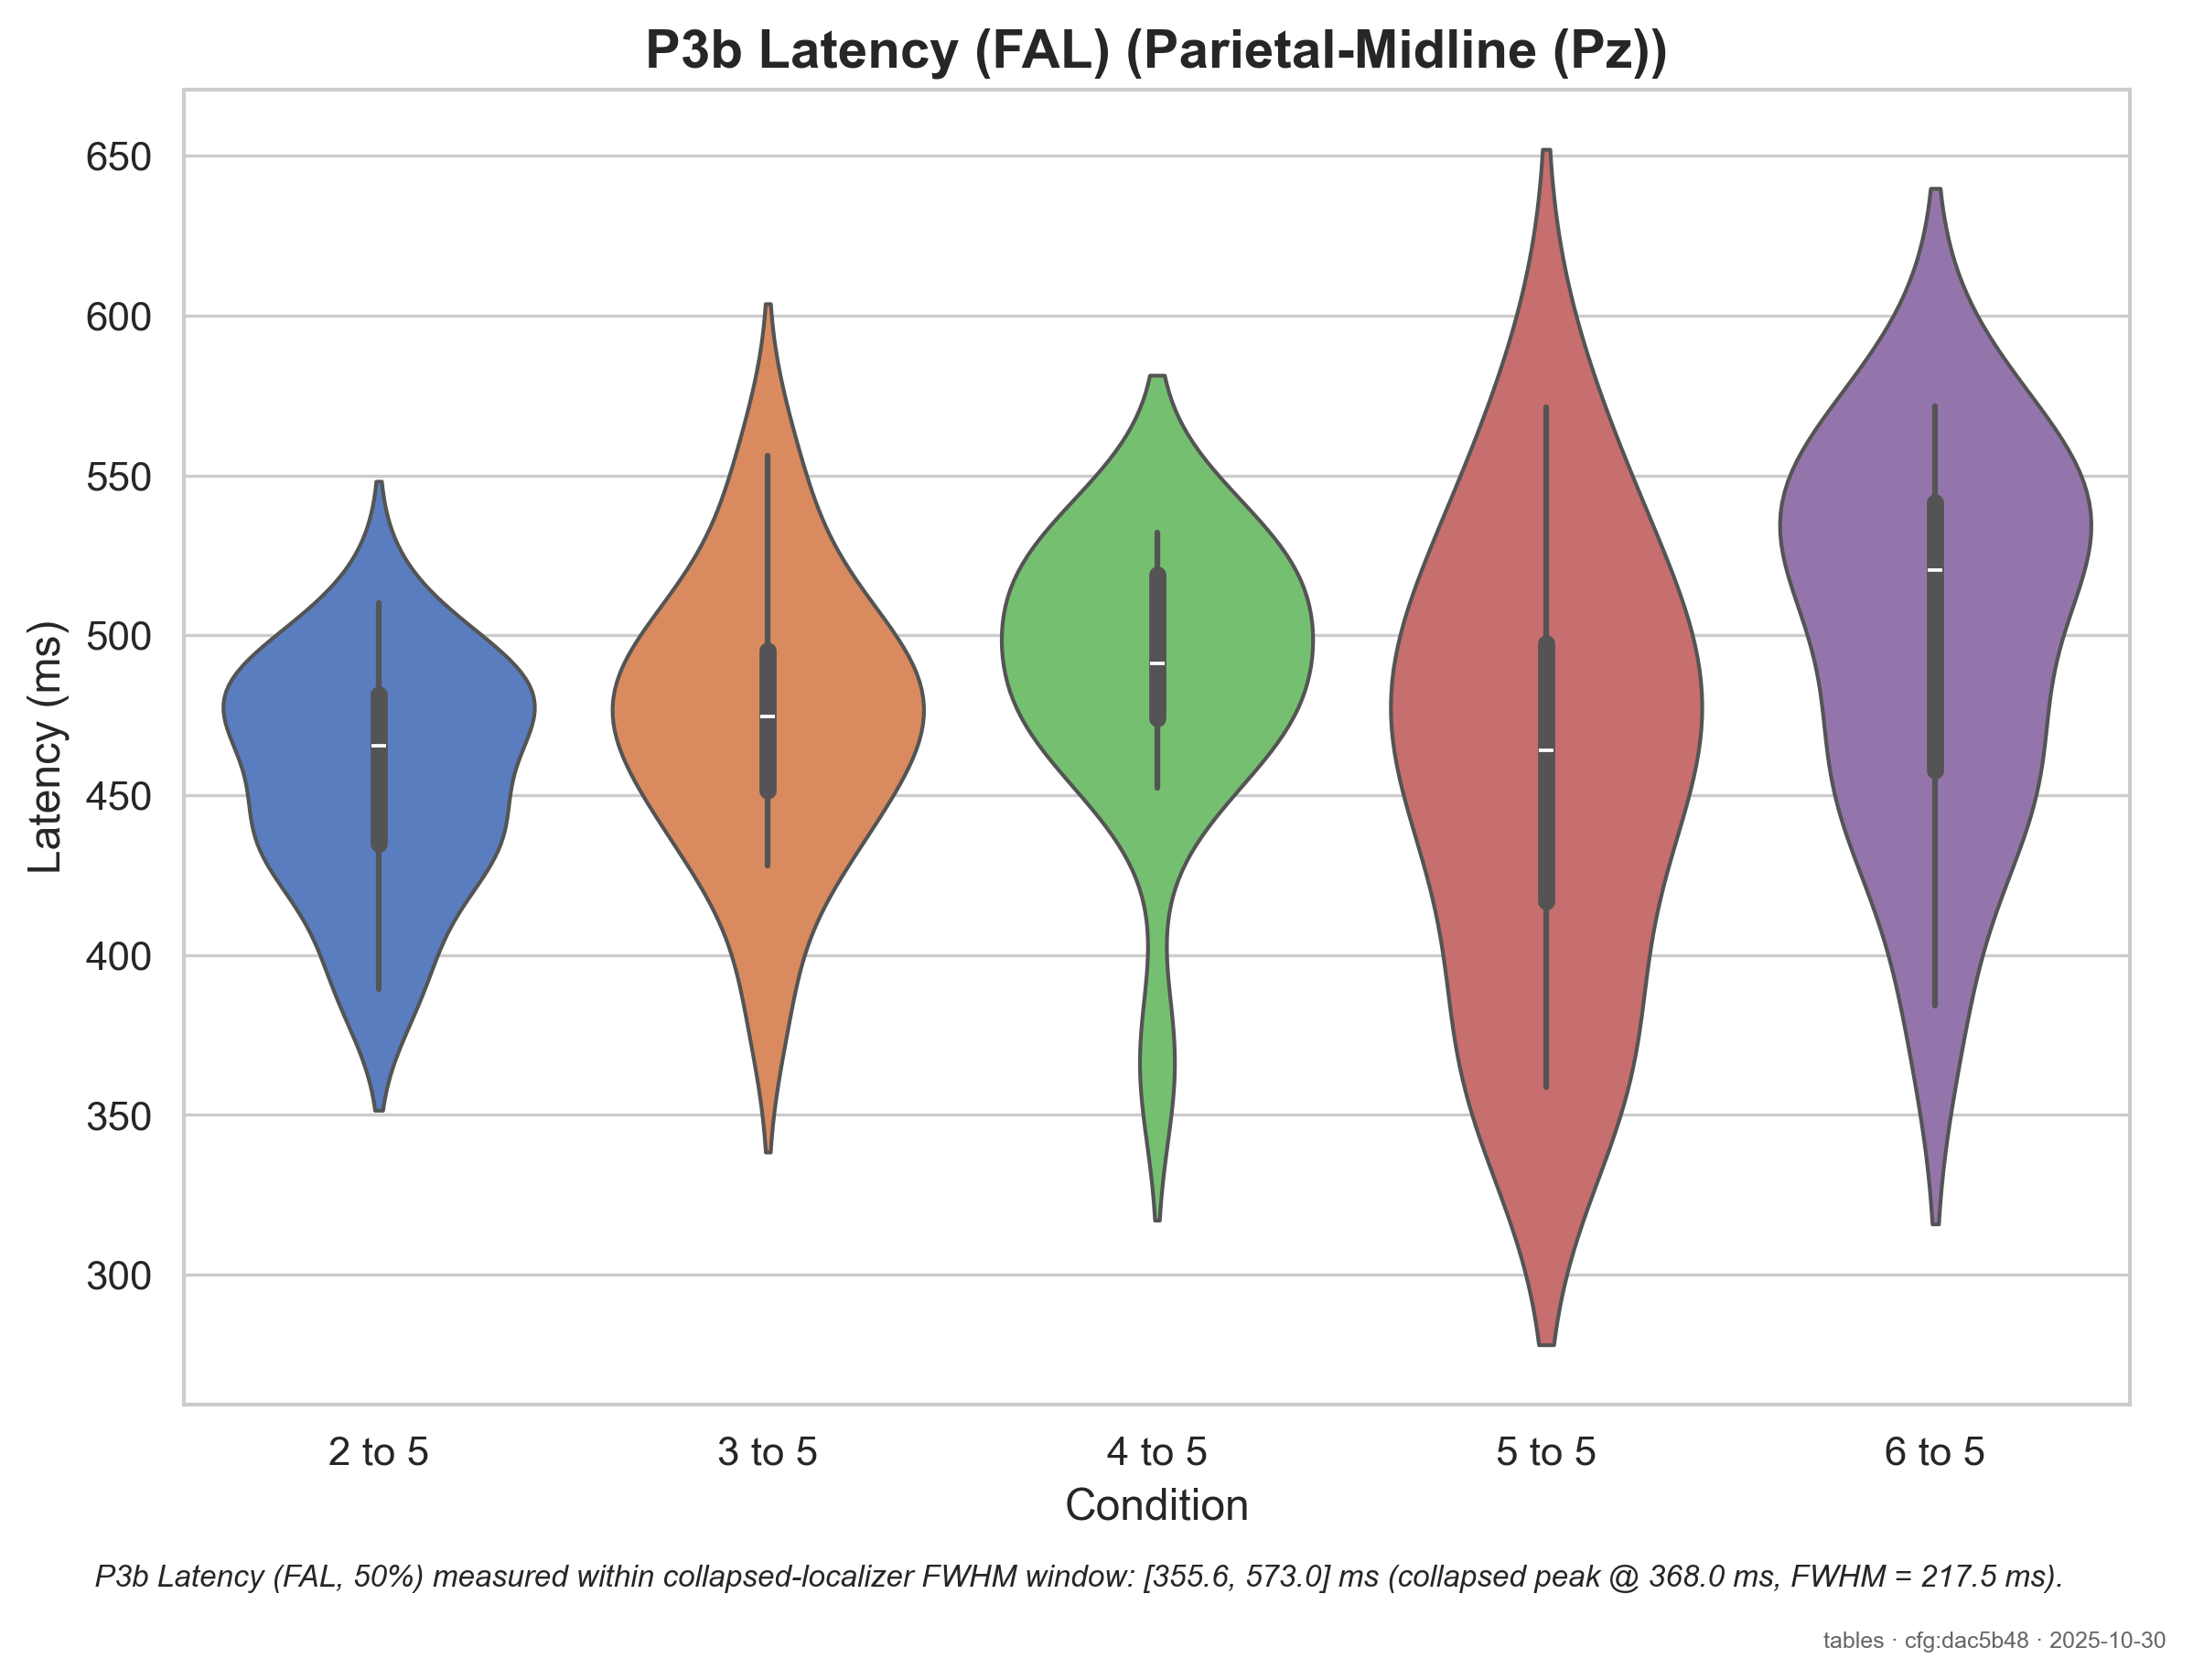 P3b Latency (FAL) (Parietal-Midline (Pz))
650
600
550
500
450
400
350
300
Latency (ms)
2 to 5
3 to 5
4 to 5
5 to 5
6 to 5
Condition
P3b Latency (FAL, 50%) measured within collapsed-localizer FWHM window: [355.6, 573.0] ms (collapsed peak @ 368.0 ms, FWHM = 217.5 ms).
tables · cfg:dac5b48 · 2025-10-30